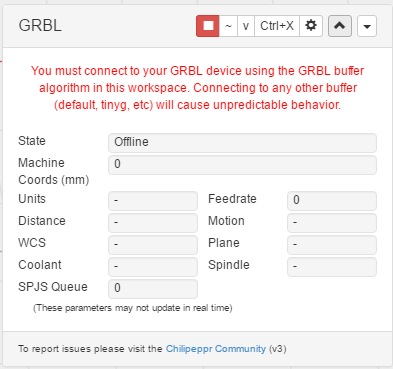 GRBL ~ v Ctrl+X
You must connect to your GRBL device using the GRBL buffer
algorithm in this workspace. Connecting to any other buffer
(default, tinyg, etc) will cause unpredictable behavior.
State Offline
Machine 0
Coords (mm)
Units - Feedrate 0
Distance - Motion -
WCS - Plane -
Coolant - Spindle -
SPJS Queue 0
(These parameters may not update in real time)
To report issues please visit the Chilipeppr Community (v3)